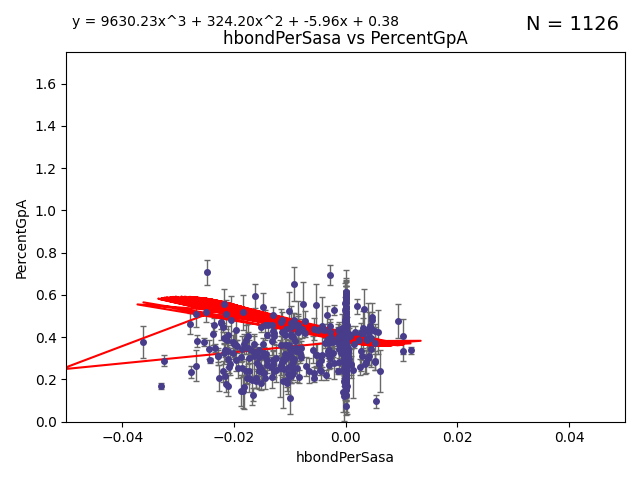 y = 9630.23x^3 + 324.20x^2 + -5.96x + 0.38
N = 1126
hbondPerSasa vs PercentGpA
1.6
1.4
1.2
1.0
0.8
0.6
0.4
0.2
0.0
PercentGpA
−0.04 −0.02 0.00 0.02 0.04
hbondPerSasa